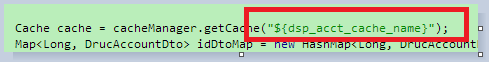 Cache cache = cacheManager.getCache("${dsp_acct_cache_name}");
Map<Long, DrucAccountDto> idDtoMap = new HashMap<Long, DrucAccount